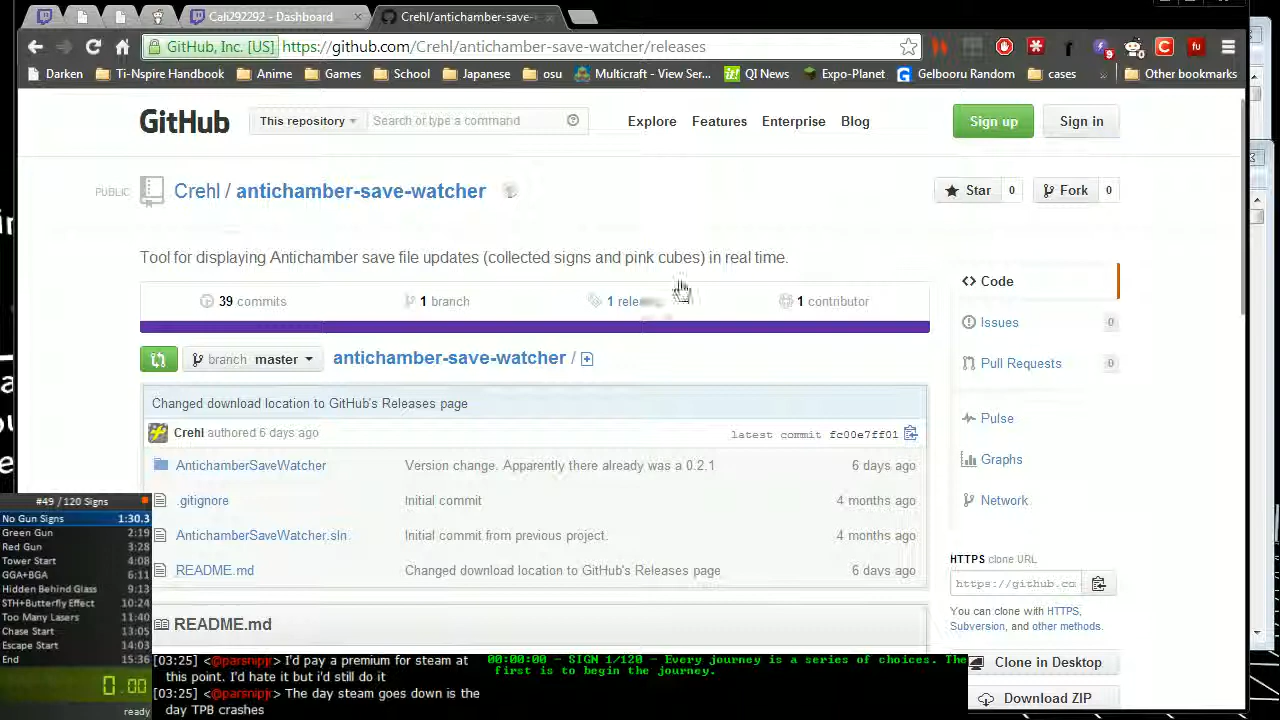 Cali292292 - Dashboard
Crehl/antichamber-save-
GitHub, Inc. [US]
https://github.com/Crehl/antichamber-save-watcher/releases
Darken
Ti-Nspire Handbook
Anime
Games
School
Japanese
osu
Multicraft - View Ser...
QI News
Expo-Planet
Gelbooru Random
cases
Other bookmarks
GitHub
This repository
Search or type a command
Explore
Features
Enterprise
Blog
Sign up
Sign in
PUBLIC
Crehl / antichamber-save-watcher
Star 0
Fork 0
Tool for displaying Antichamber save file updates (collected signs and pink cubes) in real time.
39 commits
1 branch
1 contributor
branch master
antichamber-save-watcher /
Changed download location to GitHub's Releases page
Crehl authored 6 days ago
latest commit fc00e7ff01
AntichamberSaveWatcher Version change. Apparently there already was a 0.2.1 6 days ago
.gitignore Initial commit 4 months ago
AntichamberSaveWatcher.sln Initial commit from previous project. 4 months ago
README.md Changed download location to GitHub's Releases page 6 days ago
README.md
Code
Issues 0
Pull Requests 0
Pulse
Graphs
Network
HTTPS clone URL
https://github.co
You can clone with HTTPS,
Subversion, and other methods.
Clone in Desktop
Download ZIP
#49 / 120 Signs
No Gun Signs 1:30.3
Green Gun 2:19
Red Gun 3:28
Tower Start 4:08
GGA+BGA 6:11
Hidden Behind Glass 9:13
STH+Butterfly Effect 10:24
Too Many Lasers 11:40
Chase Start 13:05
Escape Start 14:03
End 15:36
0.00
ready
[03:25] <@parsnipjr> I'd pay a premium for steam at
this point. I'd hate it but i'd still do it
[03:25] <@parsnipjr> The day steam goes down is the
day TPB crashes
00:00:00 - SIGN 1/120 - Every journey is a series of choices. The
first is to begin the journey.